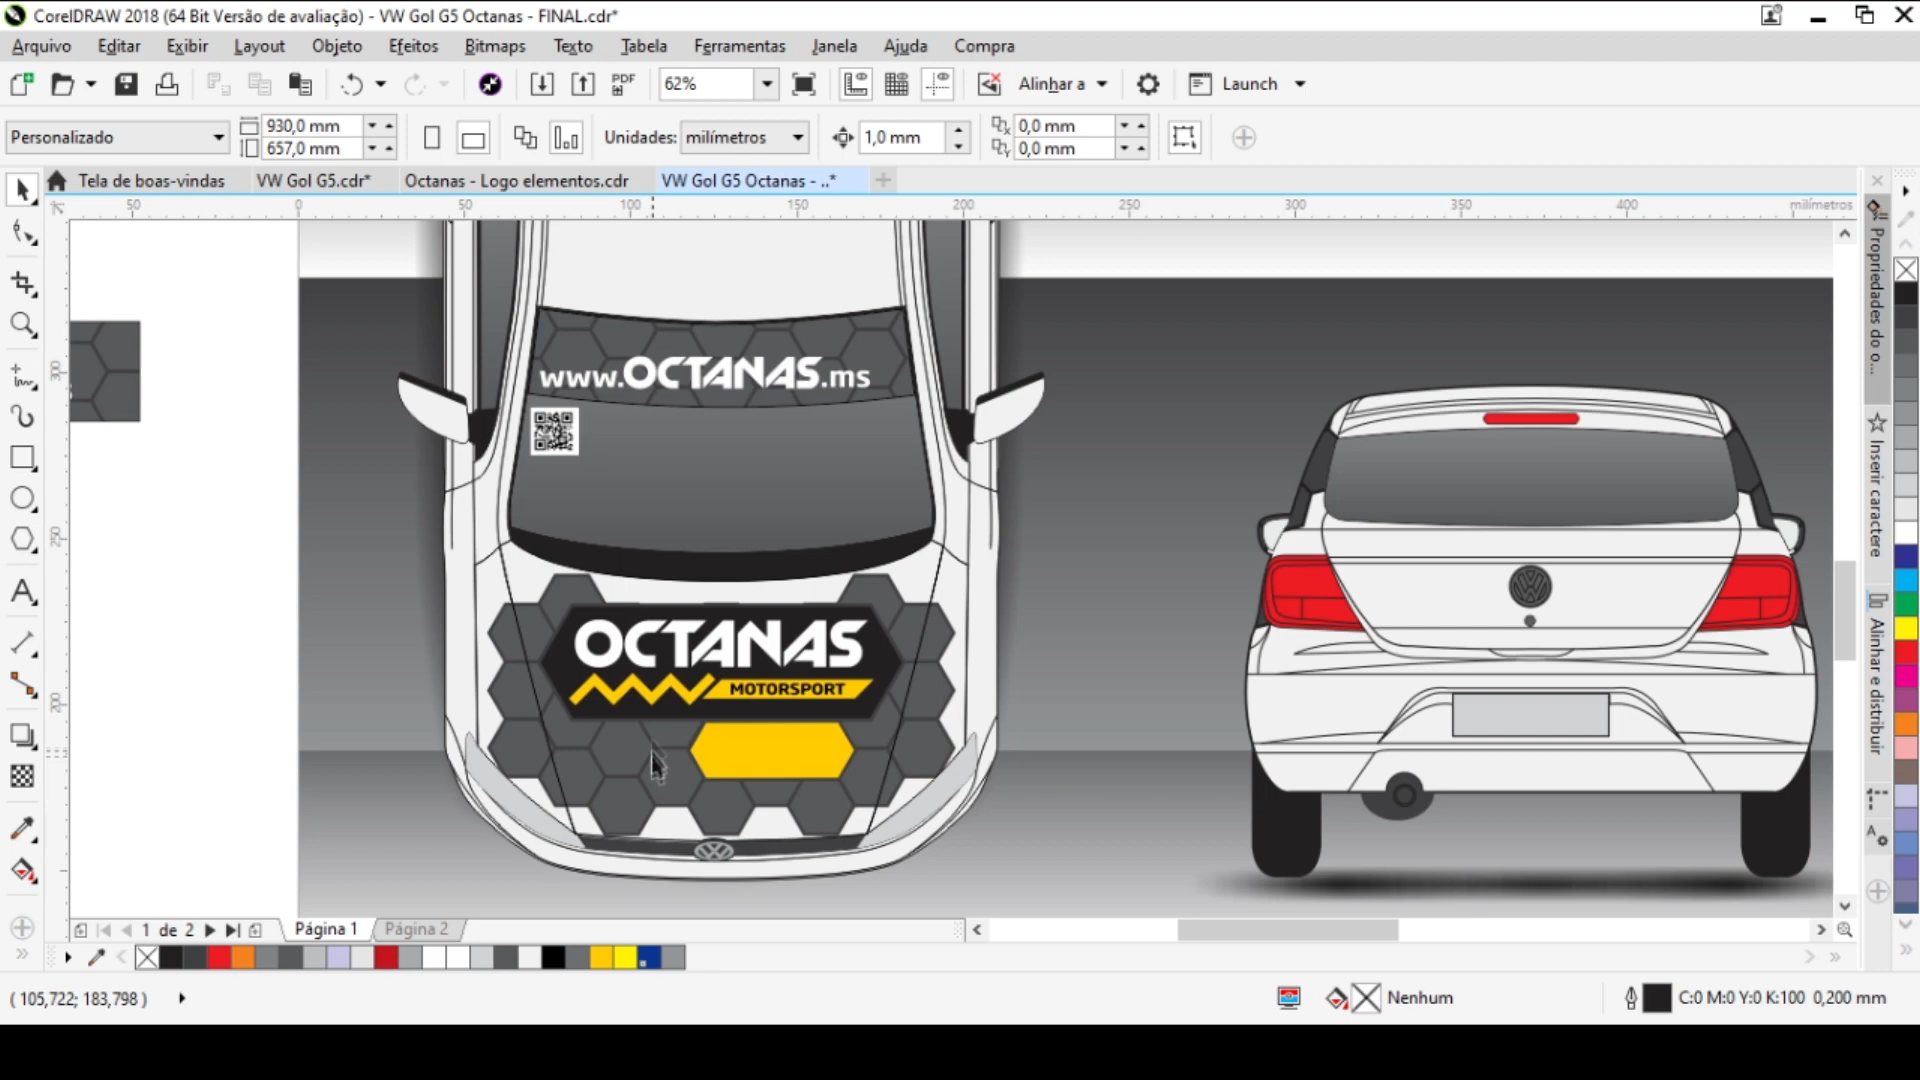 CorelDRAW 2018 (64 Bit Versão de avaliação) - VW Gol G5 Octanas - FINAL.cdr*
Arquivo Editar Exibir Layout Objeto Efeitos Bitmaps Texto Tabela Ferramentas Janela Ajuda Compra
PDF 62% Alinhar a Launch
Personalizado 930,0 mm 657,0 mm Unidades: milímetros 1,0 mm 0,0 mm 0,0 mm
Tela de boas-vindas VW Gol G5.cdr* Octanas - Logo elementos.cdr VW Gol G5 Octanas - ..*
50 0 50 100 150 200 250 300 350 400 milímetros
300
250
200
www.OCTANAS.ms
OCTANAS
MOTORSPORT
Propriedades do o...
Inserir caractere
Alinhar e distribuir
1 de 2 Página 1 Página 2
( 105,722; 183,798 ) Nenhum C:0 M:0 Y:0 K:100 0,200 mm